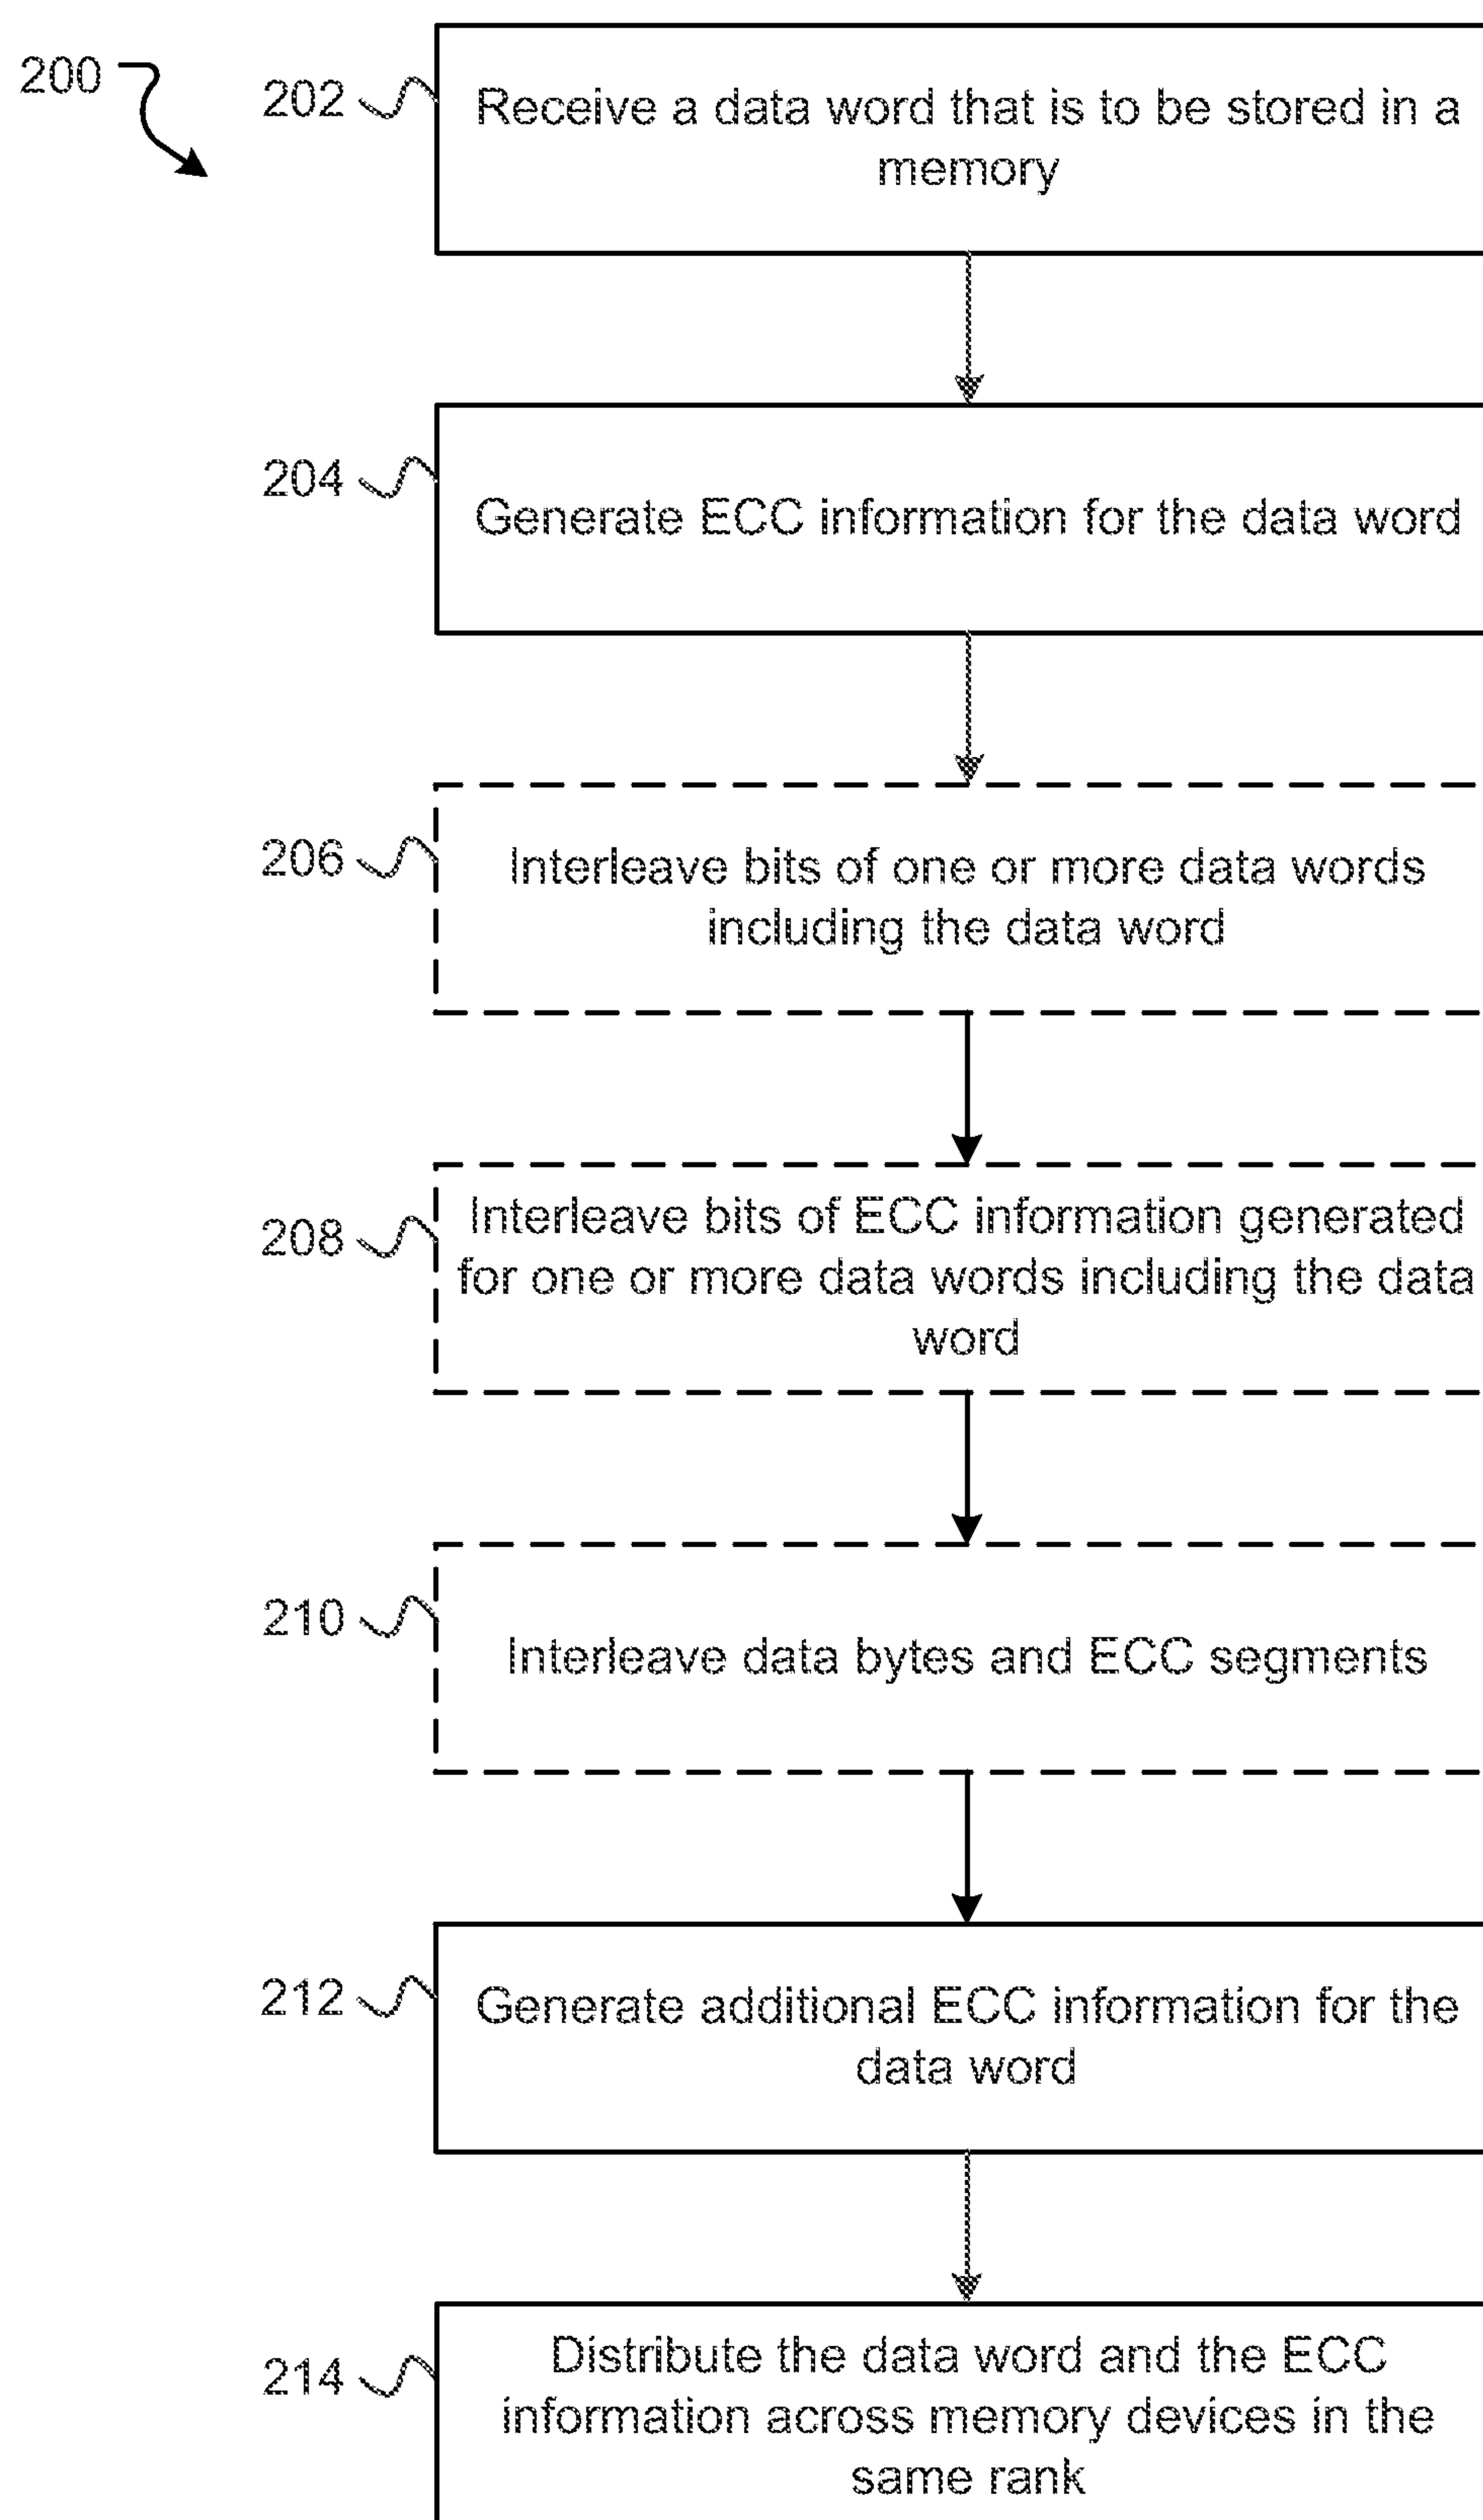 200
202
Receive a data word that is to be stored in a
memory
204
Generate ECC information for the data word
206
Interleave bits of one or more data words
including the data word
208
Interleave bits of ECC information generated
for one or more data words including the data
word
210
Interleave data bytes and ECC segments
212
Generate additional ECC information for the
data word
214
Distribute the data word and the ECC
information across memory devices in the
same rank